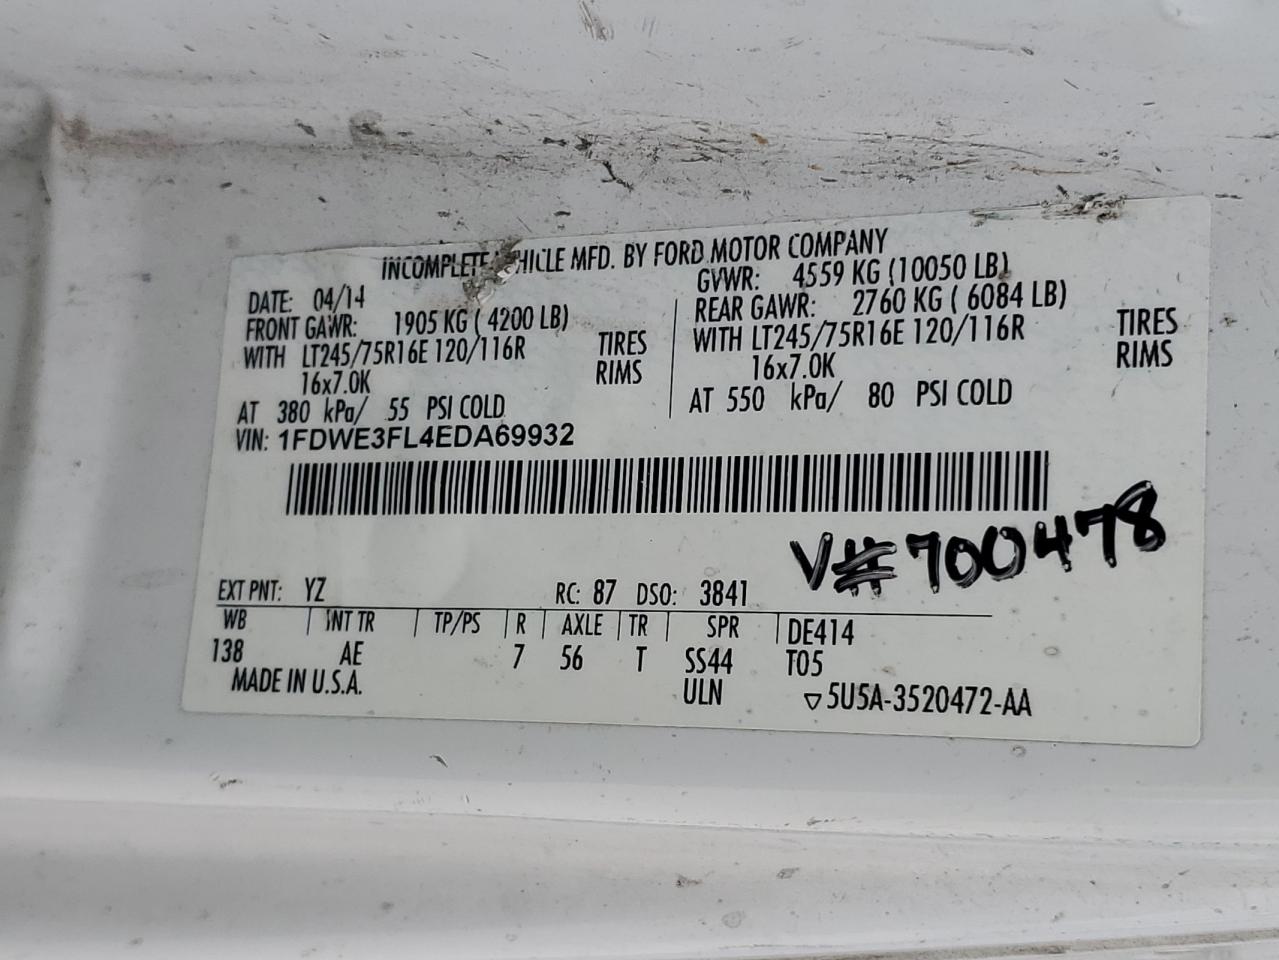 INCOMPLETE VEHICLE MFD. BY FORD MOTOR COMPANY
DATE: 04/14
FRONT GAWR: 1905 KG ( 4200 LB)
WITH LT245/75R16E 120/116R TIRES
16x7.0K RIMS
AT 380 kPa/ 55 PSI COLD
GVWR: 4559 KG (10050 LB)
REAR GAWR: 2760 KG ( 6084 LB)
WITH LT245/75R16E 120/116R TIRES
16x7.0K RIMS
AT 550 kPa/ 80 PSI COLD
VIN: 1FDWE3FL4EDA69932
V#700478
EXT PNT: YZ RC: 87 DSO: 3841
WB INT TR TP/PS R AXLE TR SPR DE414
138 AE 7 56 T SS44 T05
MADE IN U.S.A. ULN ▽5U5A-3520472-AA